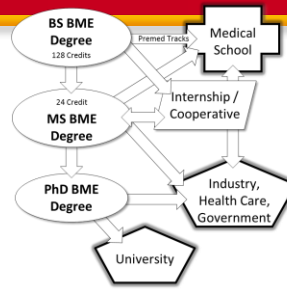 BS BME
Degree
128 Credits
Premed Tracks
Medical
School
24 Credit
MS BME
Degree
Internship /
Cooperative
PhD BME
Degree
Industry,
Health Care,
Government
University